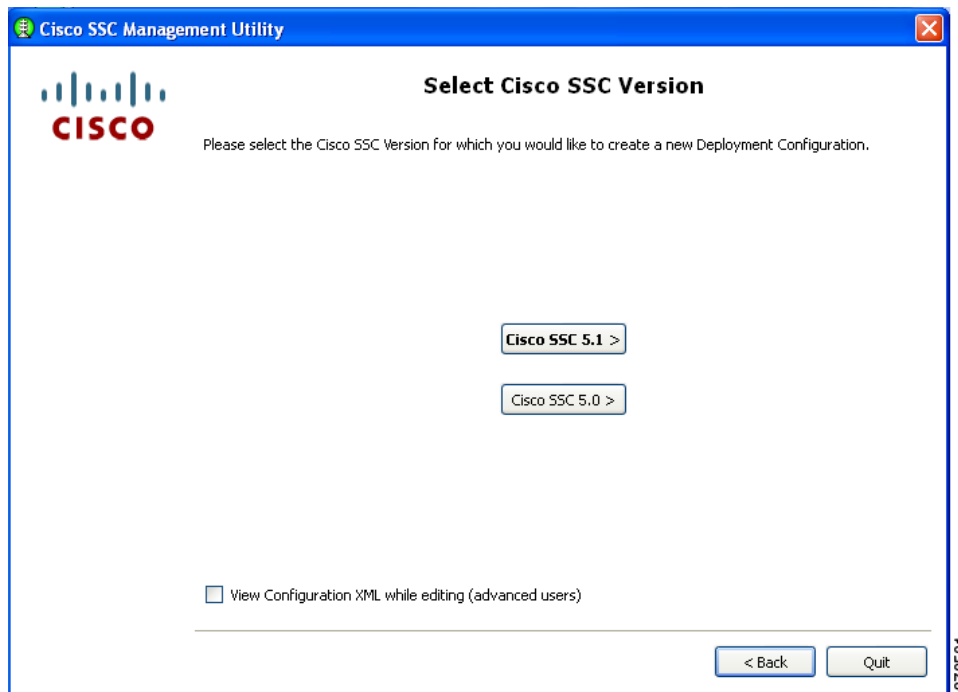 Cisco SSC Management Utility
CISCO
Select Cisco SSC Version
Please select the Cisco SSC Version for which you would like to create a new Deployment Configuration.
Cisco SSC 5.1 >
Cisco SSC 5.0 >
View Configuration XML while editing (advanced users)
< Back
Quit